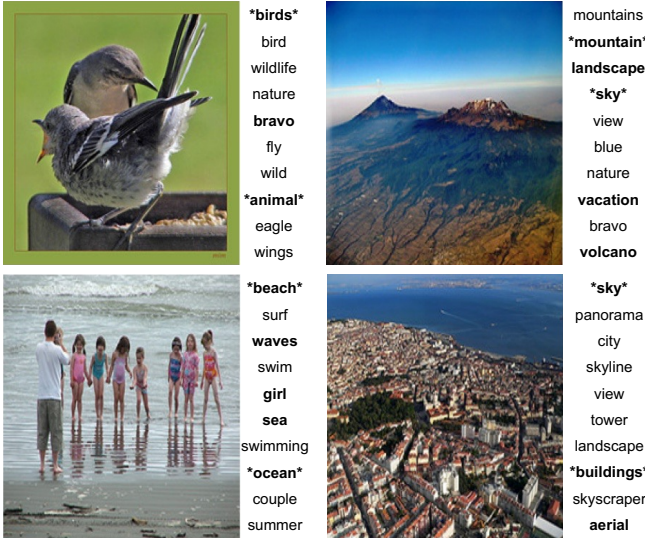 *birds*
bird
wildlife
nature
bravo
fly
wild
*animal*
eagle
wings
mountains
*mountain*
landscape
*sky*
view
blue
nature
vacation
bravo
volcano
*beach*
surf
waves
swim
girl
sea
swimming
*ocean*
couple
summer
*sky*
panorama
city
skyline
view
tower
landscape
*buildings*
skyscraper
aerial